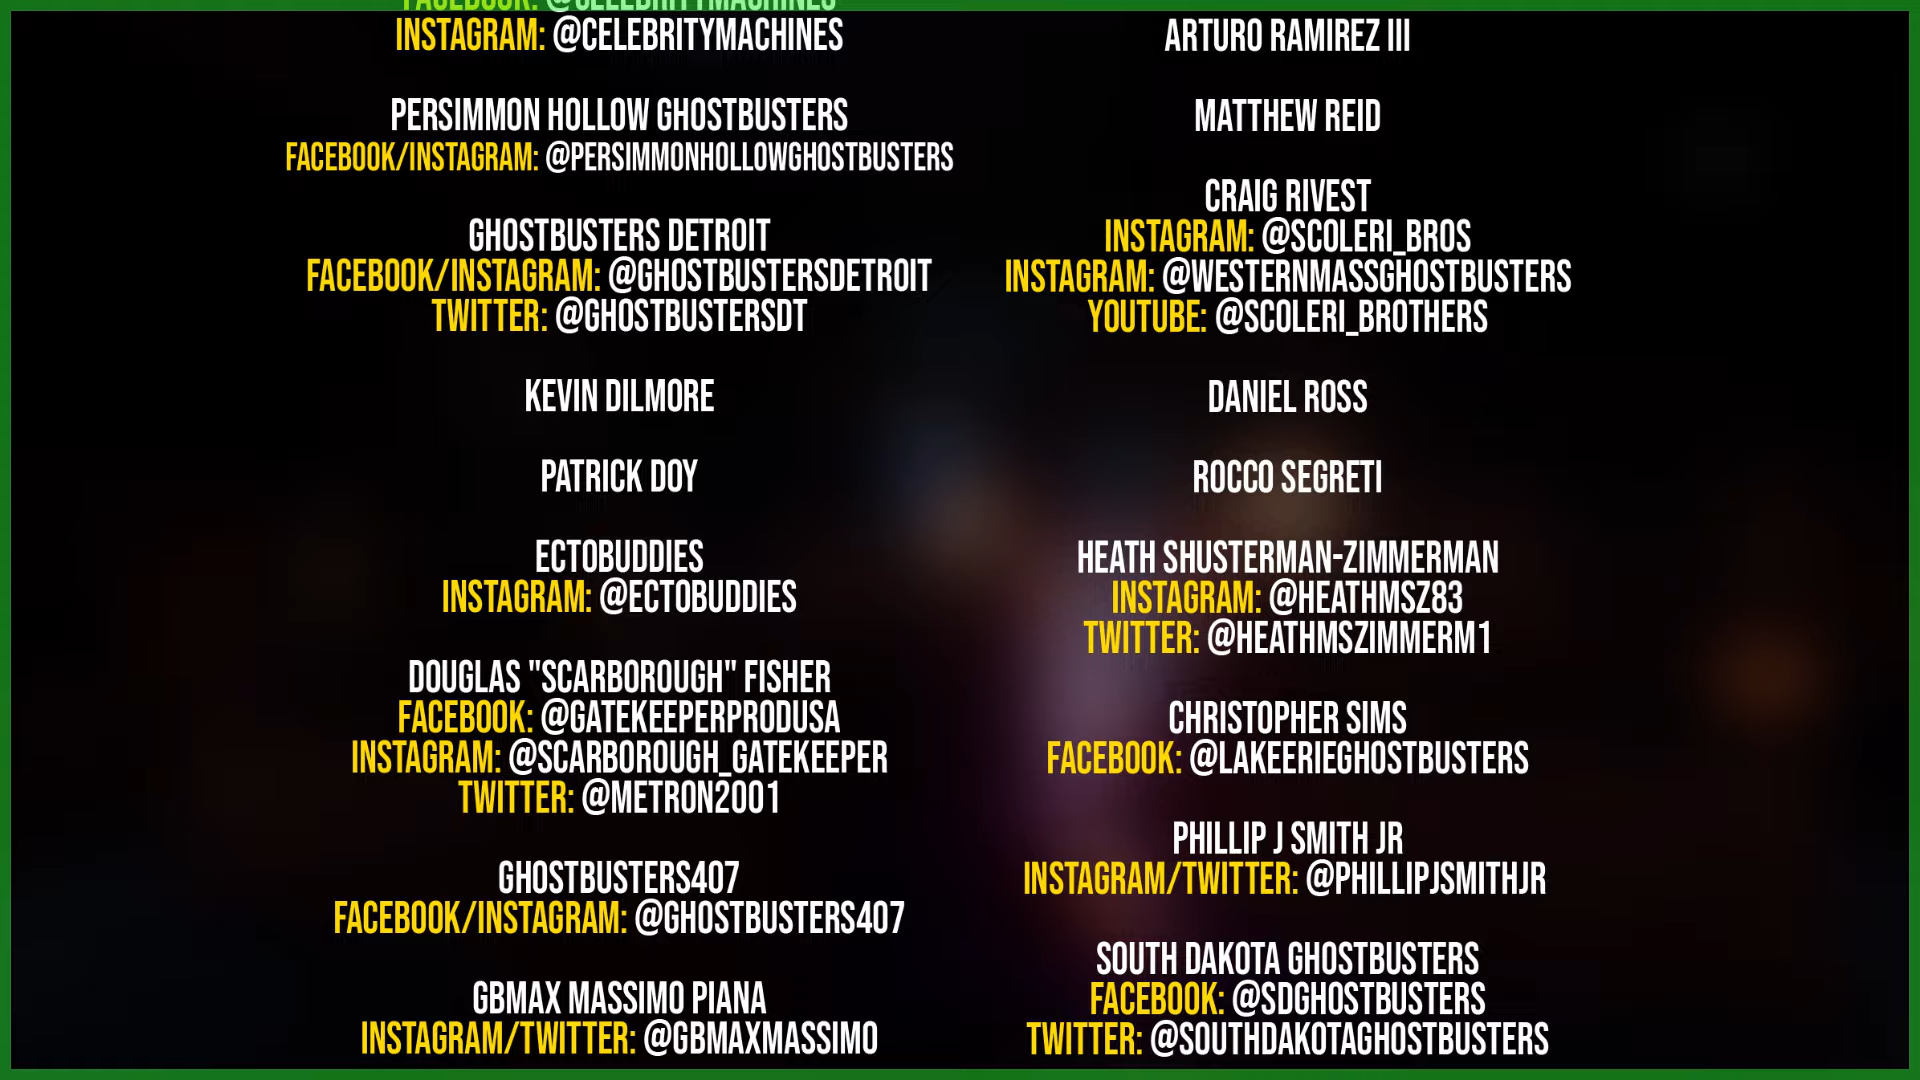 FACEBOOK: @CELEBRITYMACHINES
INSTAGRAM: @CELEBRITYMACHINES
PERSIMMON HOLLOW GHOSTBUSTERS
FACEBOOK/INSTAGRAM: @PERSIMMONHOLLOWGHOSTBUSTERS
GHOSTBUSTERS DETROIT
FACEBOOK/INSTAGRAM: @GHOSTBUSTERSDETROIT
TWITTER: @GHOSTBUSTERSDT
KEVIN DILMORE
PATRICK DOY
ECTOBUDDIES
INSTAGRAM: @ECTOBUDDIES
DOUGLAS "SCARBOROUGH" FISHER
FACEBOOK: @GATEKEEPERPRODUSA
INSTAGRAM: @SCARBOROUGH_GATEKEEPER
TWITTER: @METRON2001
GHOSTBUSTERS407
FACEBOOK/INSTAGRAM: @GHOSTBUSTERS407
GBMAX MASSIMO PIANA
INSTAGRAM/TWITTER: @GBMAXMASSIMO
ARTURO RAMIREZ III
MATTHEW REID
CRAIG RIVEST
INSTAGRAM: @SCOLERI_BROS
INSTAGRAM: @WESTERNMASSGHOSTBUSTERS
YOUTUBE: @SCOLERI_BROTHERS
DANIEL ROSS
ROCCO SEGRETI
HEATH SHUSTERMAN-ZIMMERMAN
INSTAGRAM: @HEATHMSZ83
TWITTER: @HEATHMSZIMMERM1
CHRISTOPHER SIMS
FACEBOOK: @LAKEERIEGHOSTBUSTERS
PHILLIP J SMITH JR
INSTAGRAM/TWITTER: @PHILLIPJSMITHJR
SOUTH DAKOTA GHOSTBUSTERS
FACEBOOK: @SDGHOSTBUSTERS
TWITTER: @SOUTHDAKOTAGHOSTBUSTERS